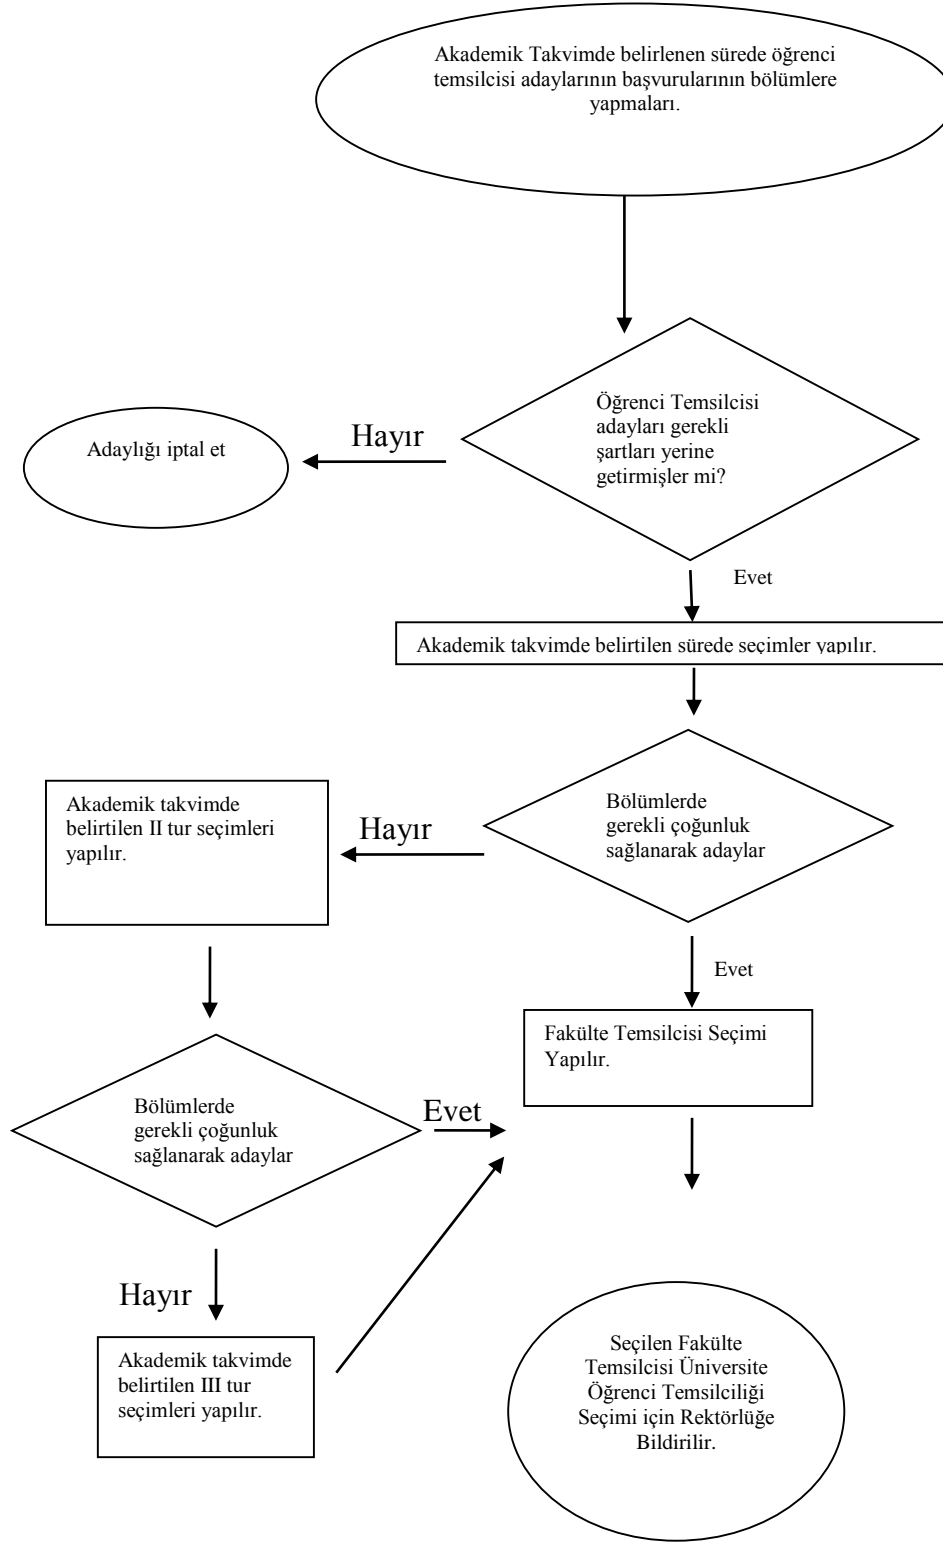 Akademik Takvimde belirlenen sürede öğrenci
temsilcisi adaylarının başvurularının bölümlere
yapmaları.
Öğrenci Temsilcisi
adayları gerekli
şartları yerine
getirmişler mi?
Hayır
Adaylığı iptal et
Evet
Akademik takvimde belirtilen sürede seçimler yapılır.
Bölümlerde
gerekli çoğunluk
sağlanarak adaylar
Hayır
Akademik takvimde
belirtilen II tur seçimleri
yapılır.
Evet
Fakülte Temsilcisi Seçimi
Yapılır.
Bölümlerde
gerekli çoğunluk
sağlanarak adaylar
Evet
Hayır
Akademik takvimde
belirtilen III tur
seçimleri yapılır.
Seçilen Fakülte
Temsilcisi Üniversite
Öğrenci Temsilciliği
Seçimi için Rektörlüğe
Bildirilir.